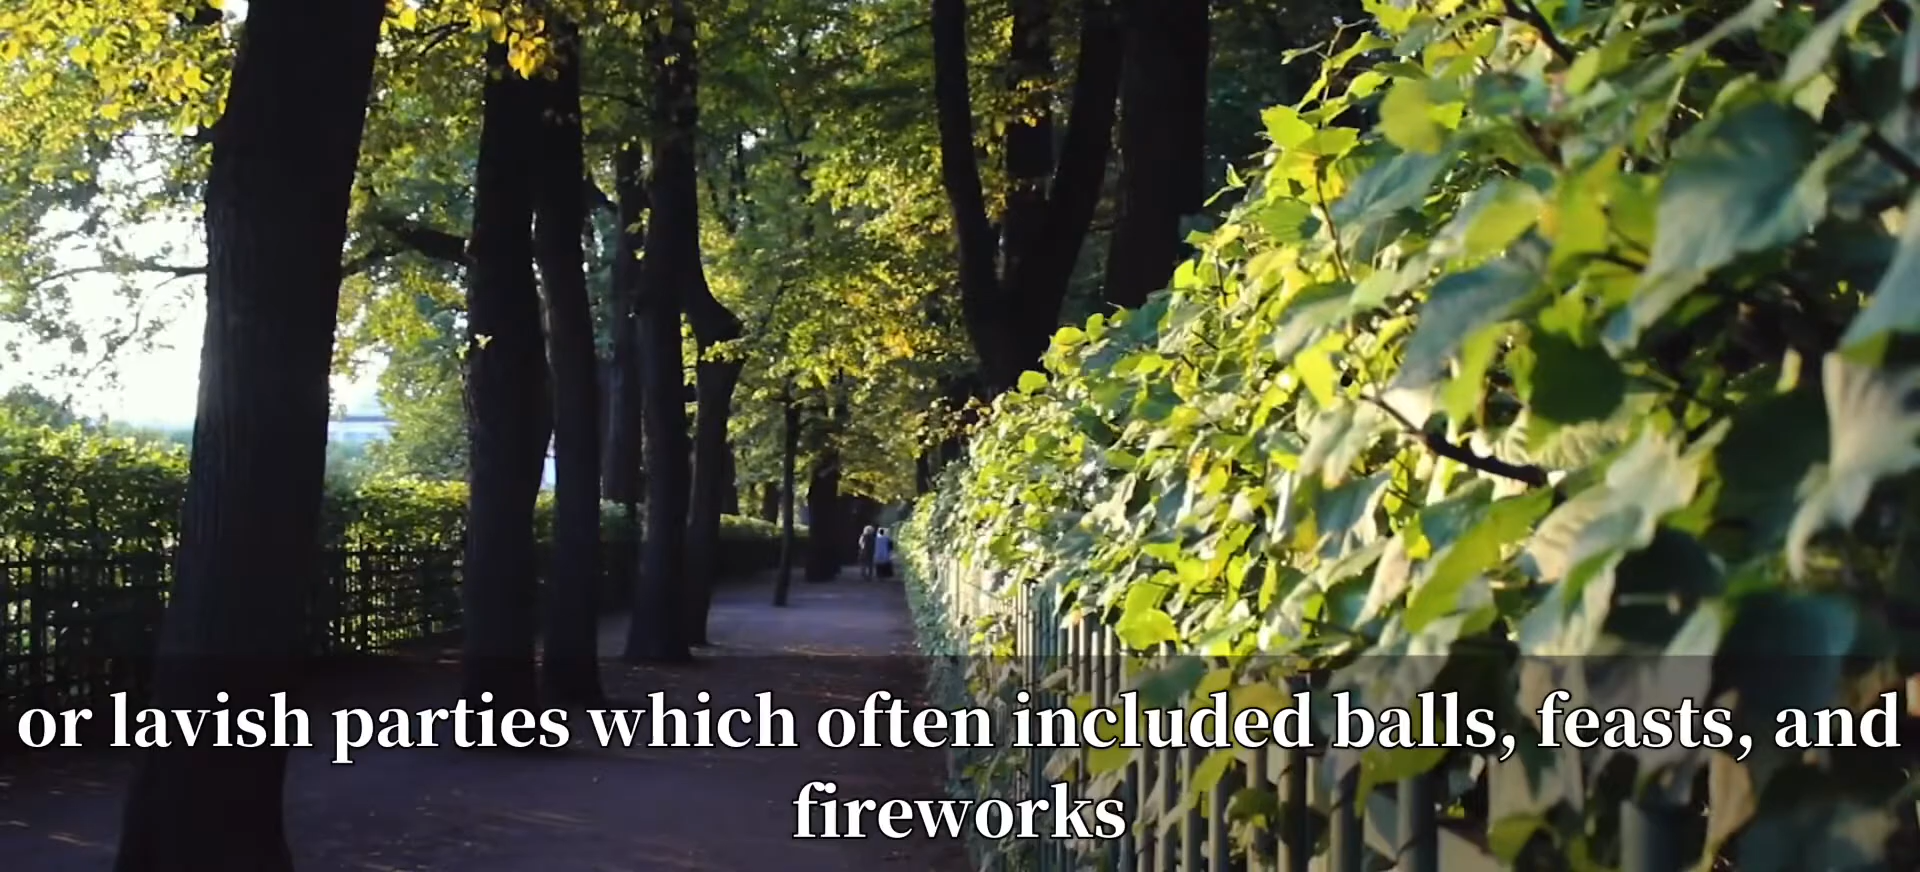 or lavish parties which often included balls, feasts, and
fireworks